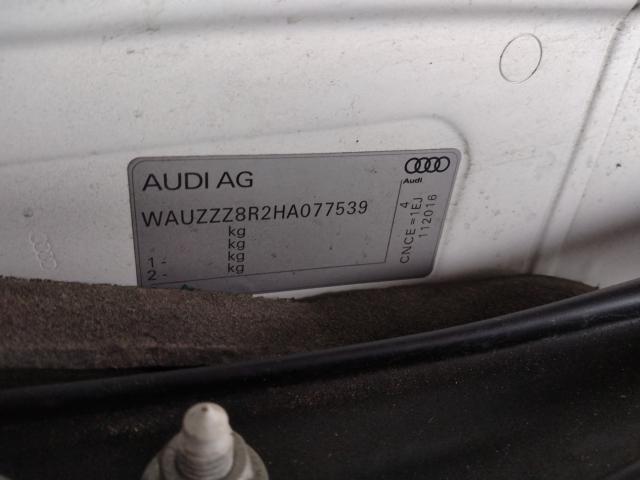 AUDI AG
Audi
WAUZZZ8R2HA077539
kg
kg
1 - kg
2 - kg
4
CNCE = 1EJ
112016